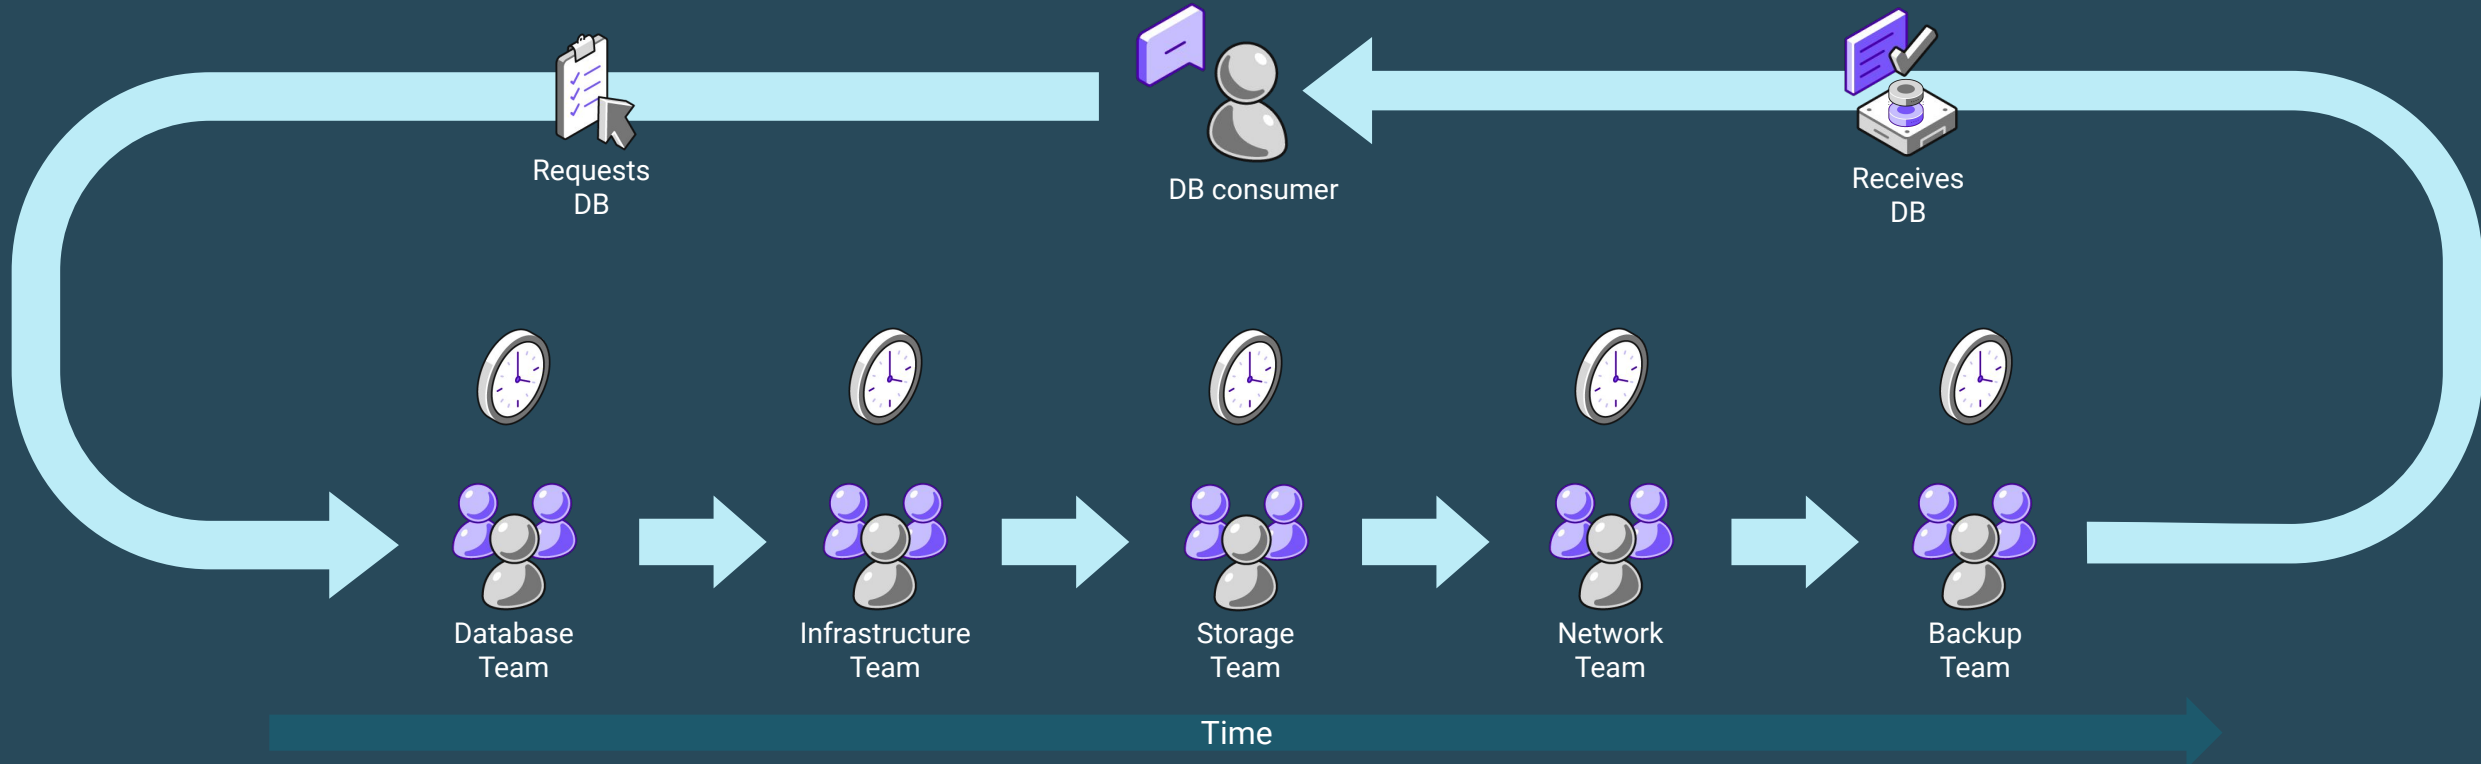 Requests
DB
DB consumer
Receives
DB
Database
Team
Infrastructure
Team
Storage
Team
Network
Team
Backup
Team
Time